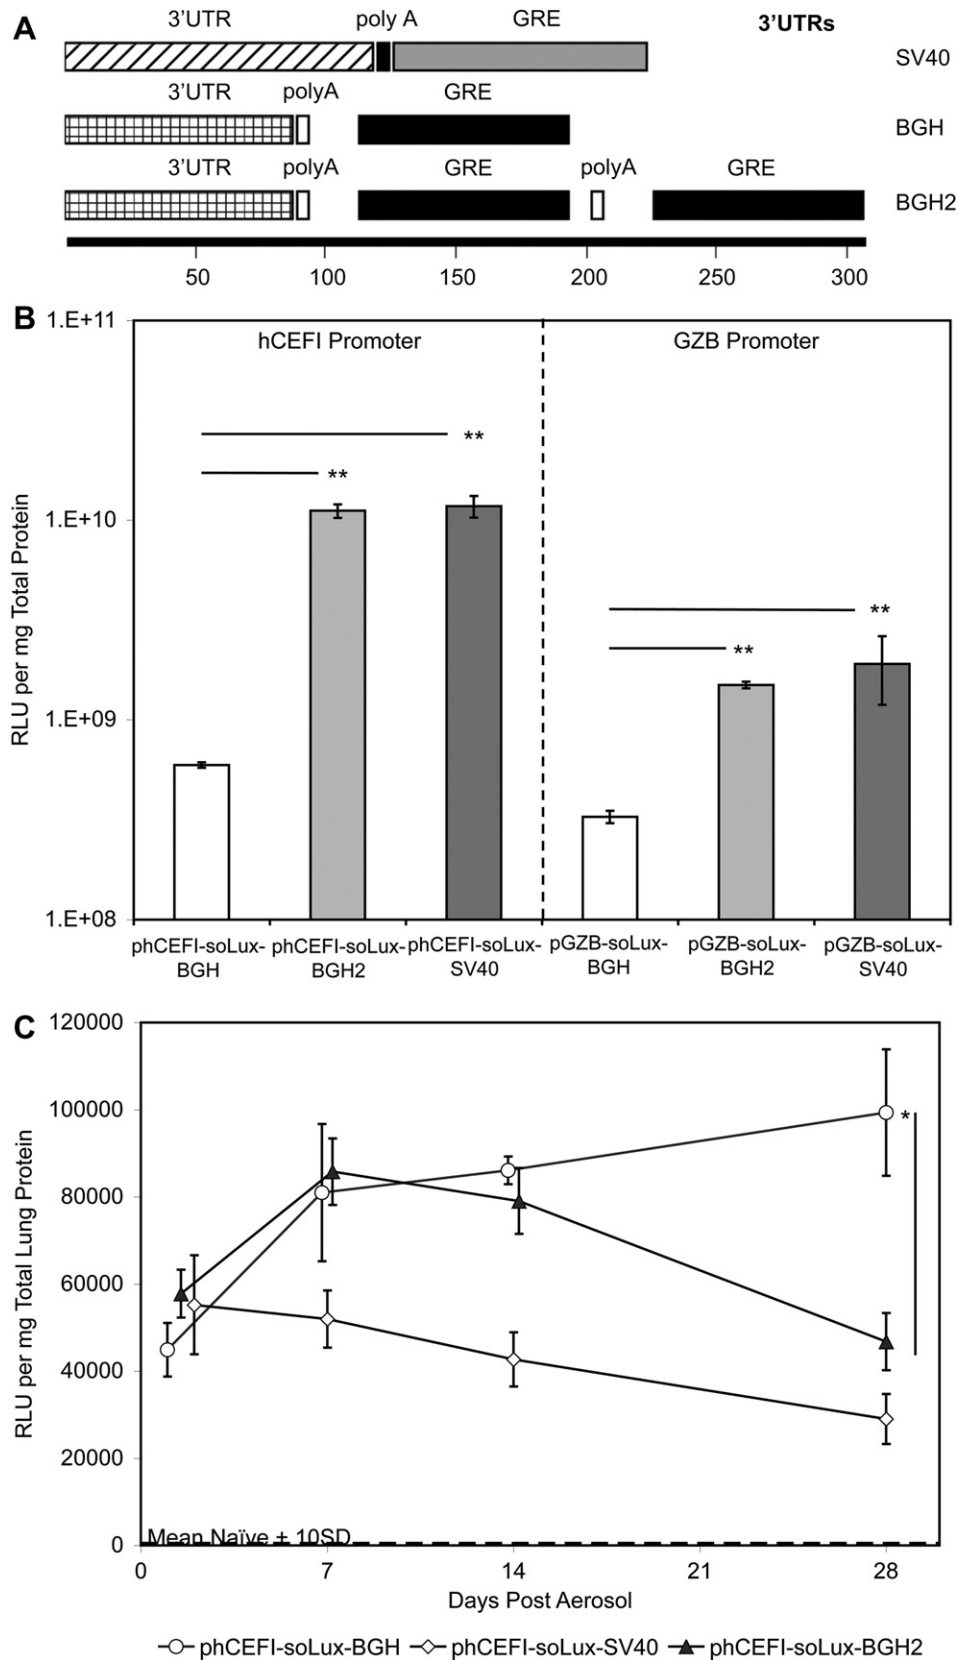 A
3'UTR poly A GRE 3'UTRs
SV40
3'UTR polyA GRE
BGH
3'UTR polyA GRE polyA GRE
BGH2
50 100 150 200 250 300
B
1.E+11
hCEFI Promoter GZB Promoter
**
**
1.E+10
**
**
1.E+09
1.E+08
RLU per mg Total Protein
phCEFI-soLux-BGH
phCEFI-soLux-BGH2
phCEFI-soLux-SV40
pGZB-soLux-BGH
pGZB-soLux-BGH2
pGZB-soLux-SV40
C
120000
100000
*
80000
60000
40000
20000
0
RLU per mg Total Lung Protein
Mean Naïve + 10SD
0 7 14 21 28
Days Post Aerosol
phCEFI-soLux-BGH phCEFI-soLux-SV40 phCEFI-soLux-BGH2